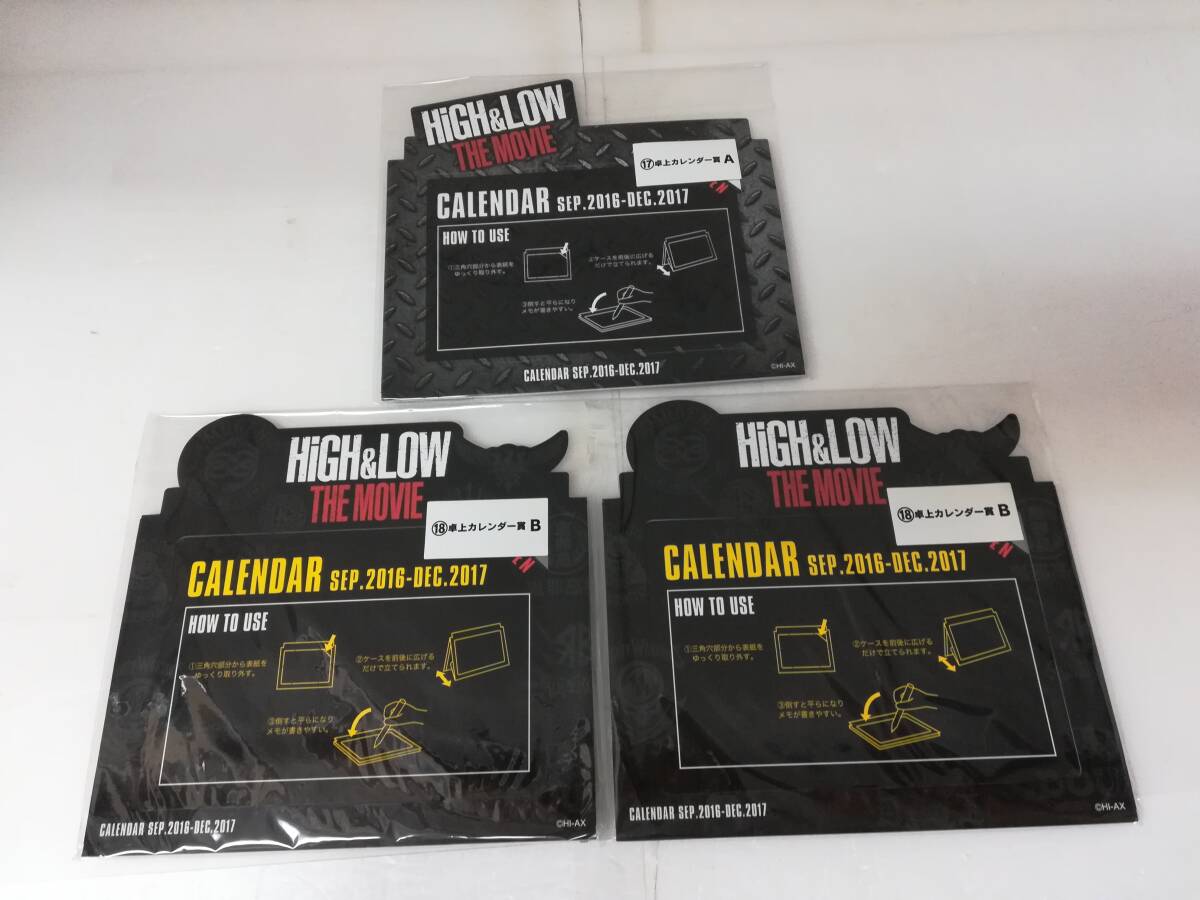 HiGH&LOW
THE MOVIE
⑰卓上カレンダー賞 A
EN
CALENDAR SEP.2016-DEC.2017
HOW TO USE
①三角穴部分から表紙を
ゆっくり取り外す。
②ケースを前後に広げる
だけで立てられます。
③倒すと平らになり
メモが書きやすい。
CALENDAR SEP.2016-DEC.2017
©HI-AX
HiGH&LOW
THE MOVIE
⑱卓上カレンダー賞 B
EN
CALENDAR SEP.2016-DEC.2017
HOW TO USE
①三角穴部分から表紙を
ゆっくり取り外す。
②ケースを前後に広げる
だけで立てられます。
③倒すと平らになり
メモが書きやすい。
CALENDAR SEP.2016-DEC.2017
©HI-AX
HiGH&LOW
THE MOVIE
⑱卓上カレンダー賞 B
EN
CALENDAR SEP.2016-DEC.2017
HOW TO USE
①三角穴部分から表紙を
ゆっくり取り外す。
②ケースを前後に広げる
だけで立てられます。
③倒すと平らになり
メモが書きやすい。
CALENDAR SEP.2016-DEC.2017
©HI-AX